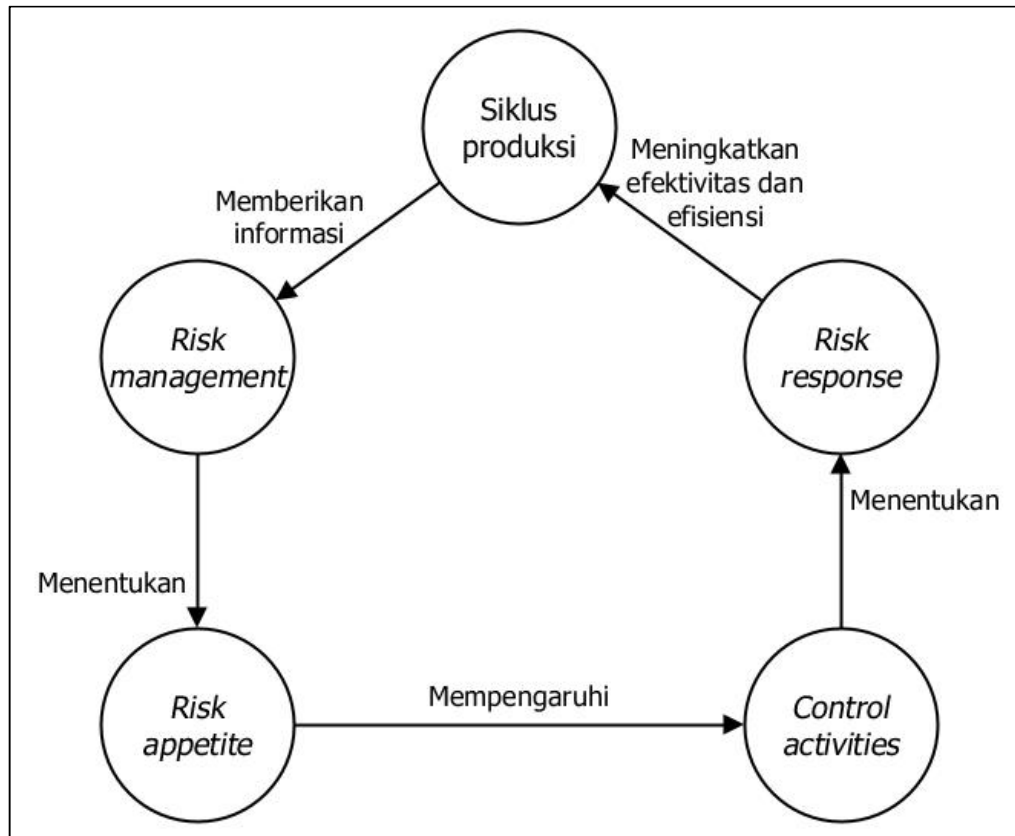 Siklus
produksi
Meningkatkan
efektivitas dan
efisiensi
Memberikan
informasi
Risk
management
Risk
response
Menentukan
Menentukan
Risk
appetite
Mempengaruhi
Control
activities